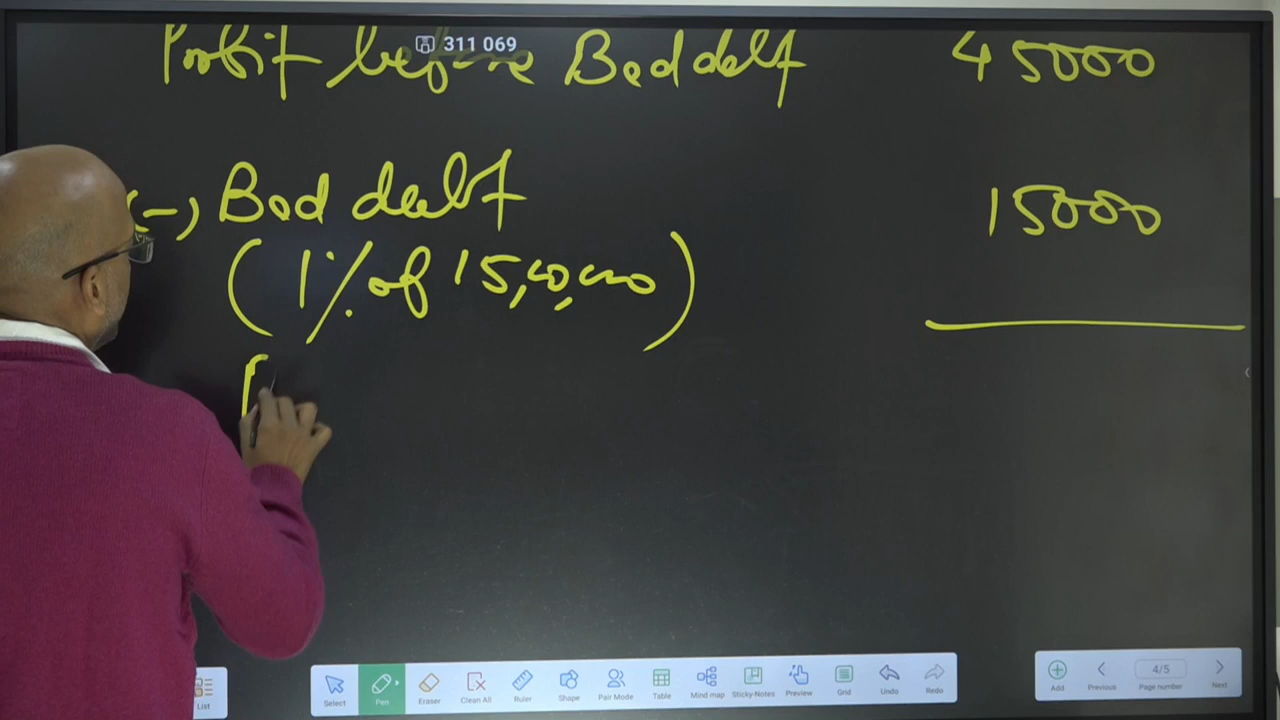 311 069
Profit before Bad debt 45000
(-) Bad debt 15000
(1% of 15,00,000)
List Select Pen Eraser Clean All Ruler Shape Pair Mode Table Mind map Sticky-Notes Preview Grid Undo Redo Add Previous 4/5 Page number Next